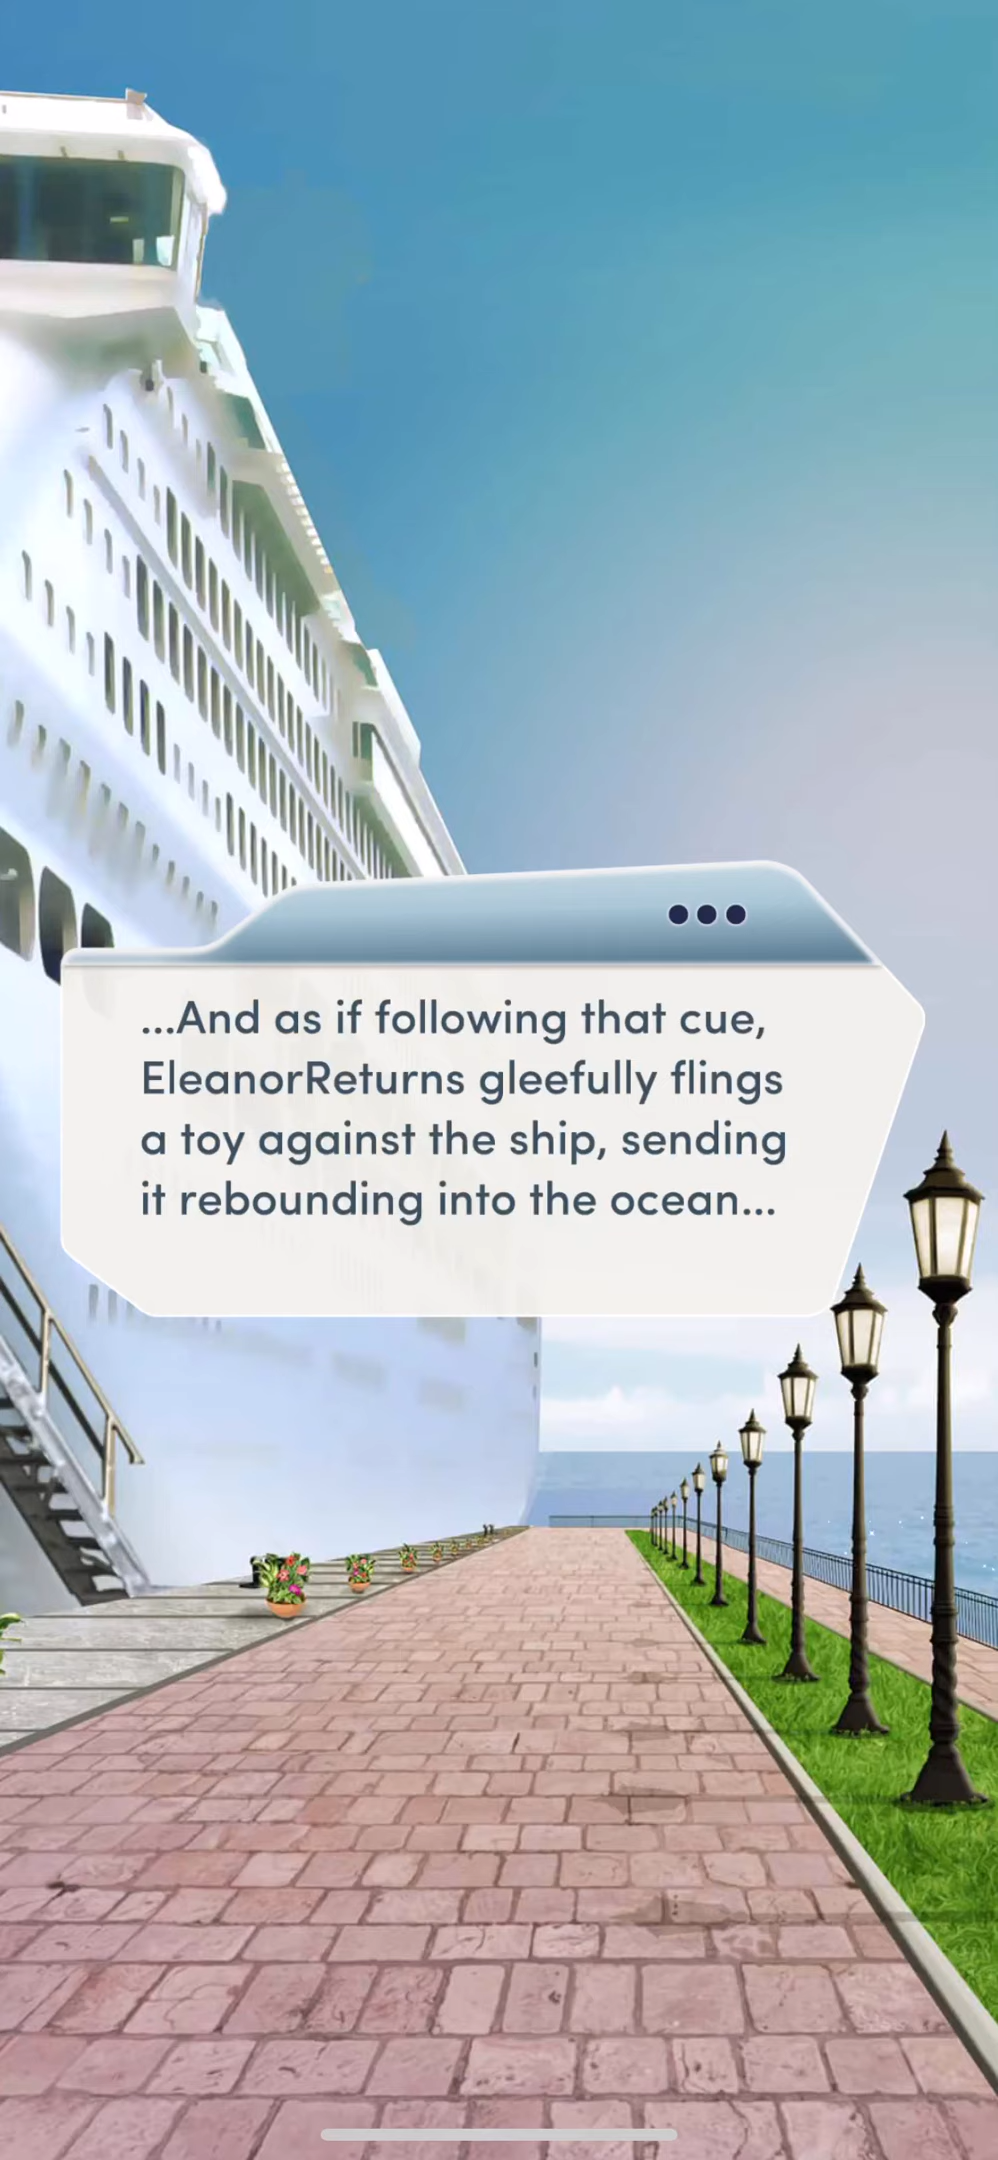 ...And as if following that cue,
EleanorReturns gleefully flings
a toy against the ship, sending
it rebounding into the ocean...